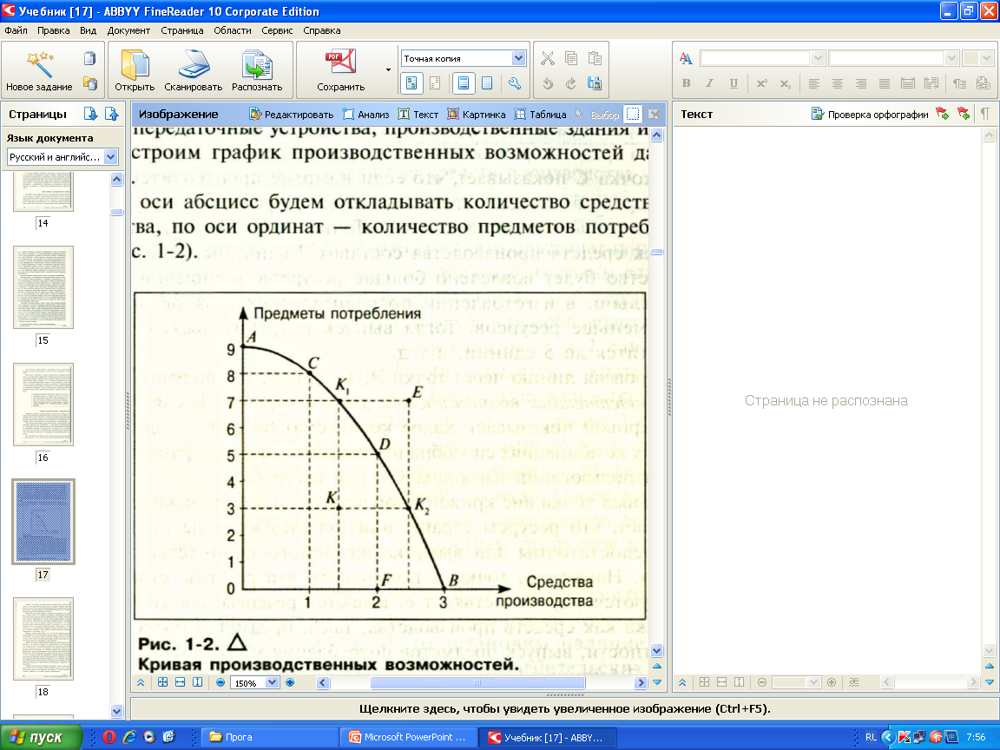 Учебник [17] - ABBYY FineReader 10 Corporate Edition
Файл Правка Вид Документ Страница Области Сервис Справка
Новое задание Открыть Сканировать Распознать Сохранить Точная копия
Страницы
Изображение Редактировать Анализ Текст Картинка Таблица Выбор
Текст Проверка орфографии
Язык документа
Русский и английс...
14
15
16
17
18
передаточные устройства, производственные здания и
строим график производственных возможностей да
.
оси абсцисс будем откладывать количество средств
ва, по оси ординат — количество предметов потреб
с. 1-2).
Предметы потребления
A
9
8 C
7 K1 E
6
5 D
4
3 K K2
2
1
0 F B
1 2 3
Средства
производства
Рис. 1-2. △
Кривая производственных возможностей.
150%
Страница не распознана
Щелкните здесь, чтобы увидеть увеличенное изображение (Ctrl+F5).
пуск Прога Microsoft PowerPoint ... Учебник [17] - ABBY... RL 7:56